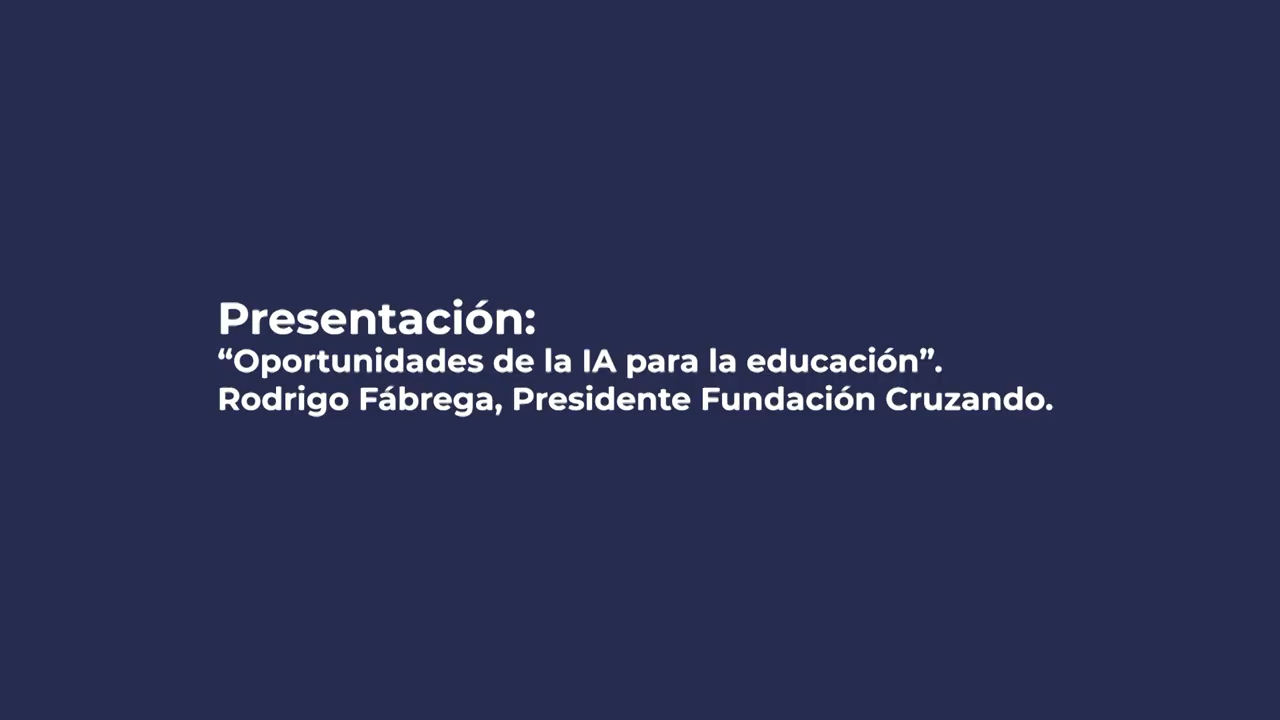 Presentación:
“Oportunidades de la IA para la educación”.
Rodrigo Fábrega, Presidente Fundación Cruzando.